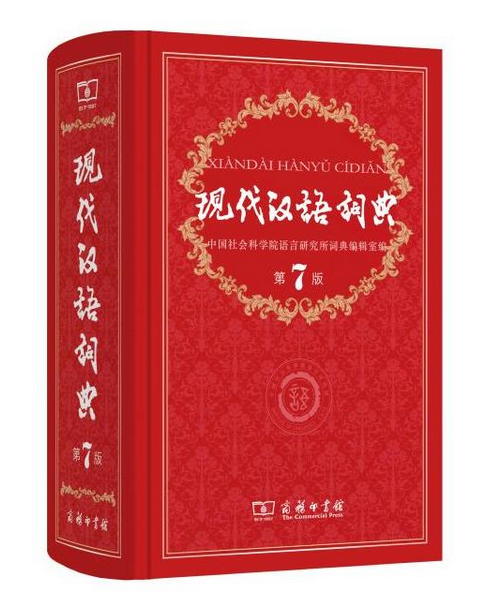 现代汉语词典
第7版
商务印书馆
XIÀNDÀI HÀNYǓ CÍDIǍN
现代汉语词典
中国社会科学院语言研究所词典编辑室编
第7版
商务印书馆
The Commercial Press